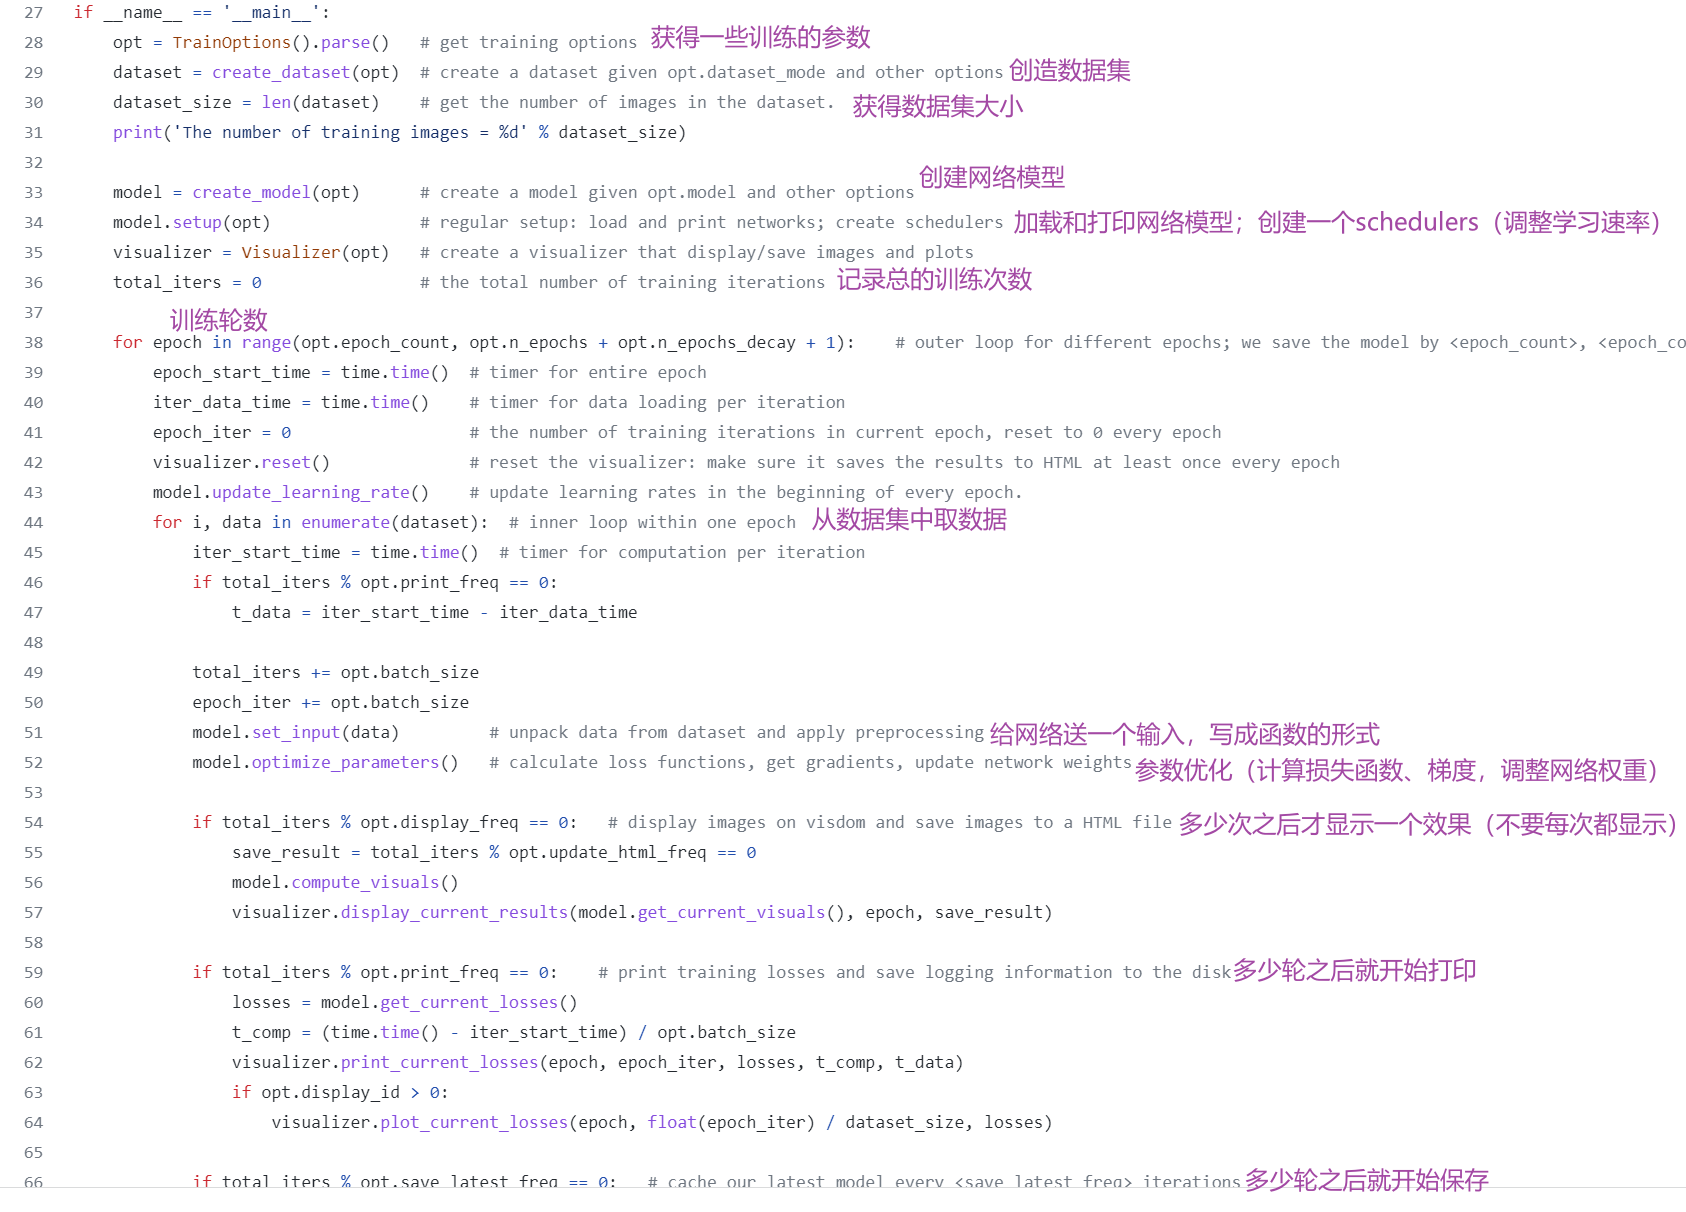 27 if __name__ == '__main__':
28 opt = TrainOptions().parse() # get training options 获得一些训练的参数
29 dataset = create_dataset(opt) # create a dataset given opt.dataset_mode and other options 创造数据集
30 dataset_size = len(dataset) # get the number of images in the dataset. 获得数据集大小
31 print('The number of training images = %d' % dataset_size)
32
33 model = create_model(opt) # create a model given opt.model and other options 创建网络模型
34 model.setup(opt) # regular setup: load and print networks; create schedulers 加载和打印网络模型；创建一个schedulers（调整学习速率）
35 visualizer = Visualizer(opt) # create a visualizer that display/save images and plots
36 total_iters = 0 # the total number of training iterations 记录总的训练次数
37
训练轮数
38 for epoch in range(opt.epoch_count, opt.n_epochs + opt.n_epochs_decay + 1): # outer loop for different epochs; we save the model by <epoch_count>, <epoch_co
39 epoch_start_time = time.time() # timer for entire epoch
40 iter_data_time = time.time() # timer for data loading per iteration
41 epoch_iter = 0 # the number of training iterations in current epoch, reset to 0 every epoch
42 visualizer.reset() # reset the visualizer: make sure it saves the results to HTML at least once every epoch
43 model.update_learning_rate() # update learning rates in the beginning of every epoch.
44 for i, data in enumerate(dataset): # inner loop within one epoch 从数据集中取数据
45 iter_start_time = time.time() # timer for computation per iteration
46 if total_iters % opt.print_freq == 0:
47 t_data = iter_start_time - iter_data_time
48
49 total_iters += opt.batch_size
50 epoch_iter += opt.batch_size
51 model.set_input(data) # unpack data from dataset and apply preprocessing 给网络送一个输入，写成函数的形式
52 model.optimize_parameters() # calculate loss functions, get gradients, update network weights 参数优化（计算损失函数、梯度，调整网络权重）
53
54 if total_iters % opt.display_freq == 0: # display images on visdom and save images to a HTML file 多少次之后才显示一个效果（不要每次都显示）
55 save_result = total_iters % opt.update_html_freq == 0
56 model.compute_visuals()
57 visualizer.display_current_results(model.get_current_visuals(), epoch, save_result)
58
59 if total_iters % opt.print_freq == 0: # print training losses and save logging information to the disk 多少轮之后就开始打印
60 losses = model.get_current_losses()
61 t_comp = (time.time() - iter_start_time) / opt.batch_size
62 visualizer.print_current_losses(epoch, epoch_iter, losses, t_comp, t_data)
63 if opt.display_id > 0:
64 visualizer.plot_current_losses(epoch, float(epoch_iter) / dataset_size, losses)
65
66 if total_iters % opt.save_latest_freq == 0: # cache our latest model every <save_latest_freq> iterations 多少轮之后就开始保存